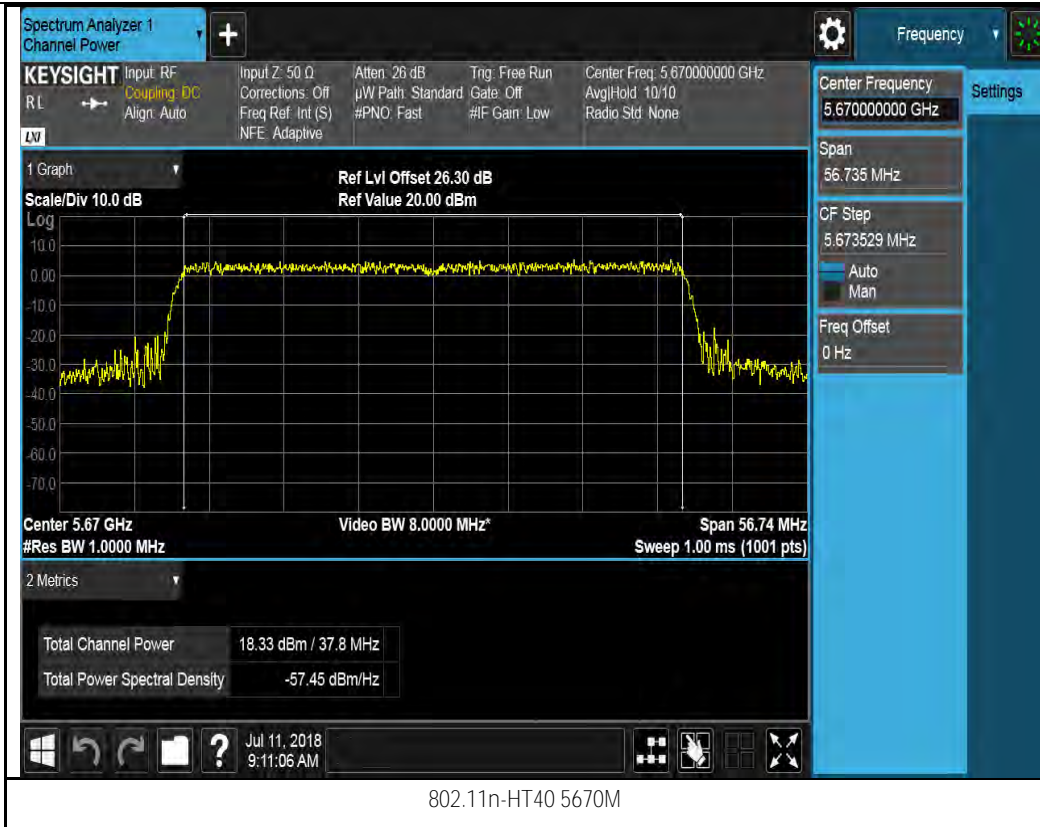 Spectrum Analyzer 1
Channel Power
+
Frequency
KEYSIGHT
RL
LXI
Input: RF
Coupling: DC
Align: Auto
Input Z: 50 Ω
Corrections: Off
Freq Ref: Int (S)
NFE: Adaptive
Atten: 26 dB
µW Path: Standard
#PNO: Fast
Trig: Free Run
Gate: Off
#IF Gain: Low
Center Freq: 5.670000000 GHz
Avg|Hold: 10/10
Radio Std: None
Center Frequency
5.670000000 GHz
Settings
Span
56.735 MHz
CF Step
5.673529 MHz
Auto
Man
Freq Offset
0 Hz
1 Graph
Scale/Div 10.0 dB
Ref Lvl Offset 26.30 dB
Ref Value 20.00 dBm
Log
10.0
0.00
-10.0
-20.0
-30.0
-40.0
-50.0
-60.0
-70.0
Center 5.67 GHz
Video BW 8.0000 MHz*
Span 56.74 MHz
#Res BW 1.0000 MHz
Sweep 1.00 ms (1001 pts)
2 Metrics
Total Channel Power 18.33 dBm / 37.8 MHz
Total Power Spectral Density -57.45 dBm/Hz
?
Jul 11, 2018
9:11:06 AM
802.11n-HT40 5670M